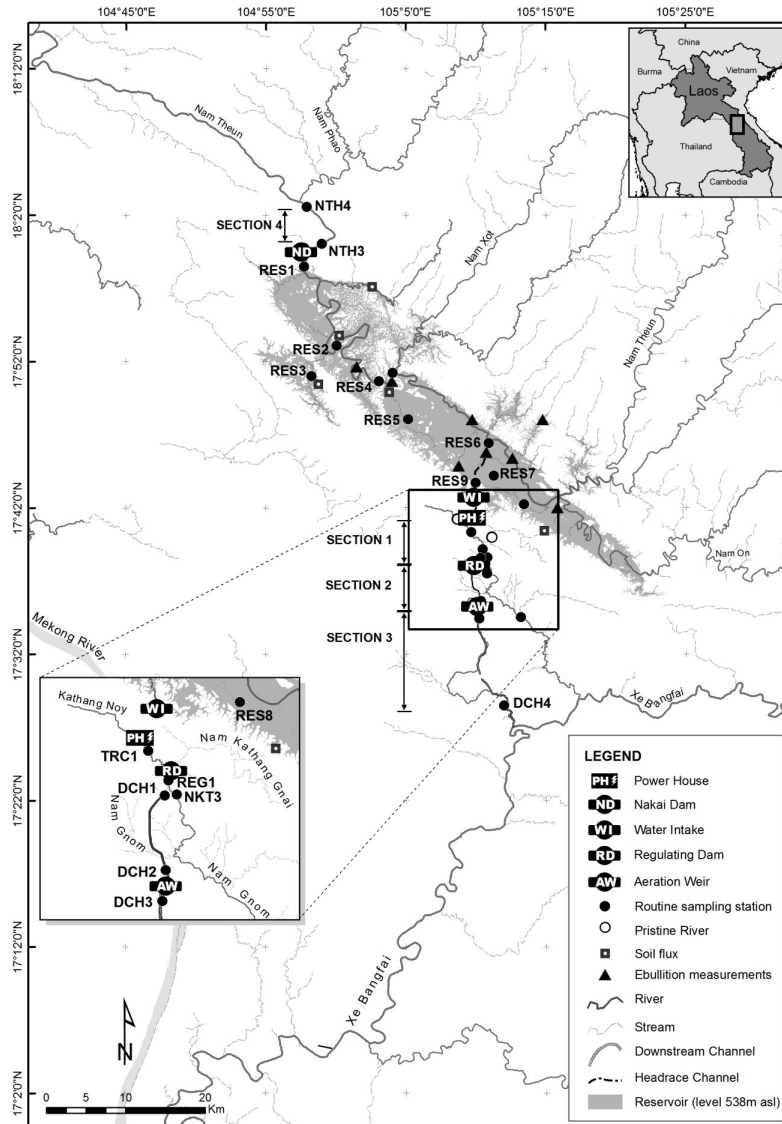 104°45'0"E
104°55'0"E
105°5'0"E
105°15'0"E
105°25'0"E
18°12'0"N
18°2'0"N
17°52'0"N
17°42'0"N
17°32'0"N
17°22'0"N
17°12'0"N
17°2'0"N
China
Burma
Vietnam
Laos
Thailand
Cambodia
Nam Theun
Nam Phao
NTH4
SECTION 4
NTH3
ND
RES1
Nam Xot
RES2
RES3
RES4
Nam Theun
RES5
RES6
RES7
RES9
WI
PH
SECTION 1
RD
Nam On
SECTION 2
AW
SECTION 3
Mekong River
Xe Bangfai
DCH4
Kathang Noy
WI
RES8
PH
Nam Kathang Gnai
TRC1
RD
REG1
DCH1
NKT3
Nam Gnom
Nam Gnom
DCH2
AW
DCH3
Xe Bangfai
N
0 5 10 20
Km
LEGEND
PH Power House
ND Nakai Dam
WI Water Intake
RD Regulating Dam
AW Aeration Weir
Routine sampling station
Pristine River
Soil flux
Ebullition measurements
River
Stream
Downstream Channel
Headrace Channel
Reservoir (level 538m asl)